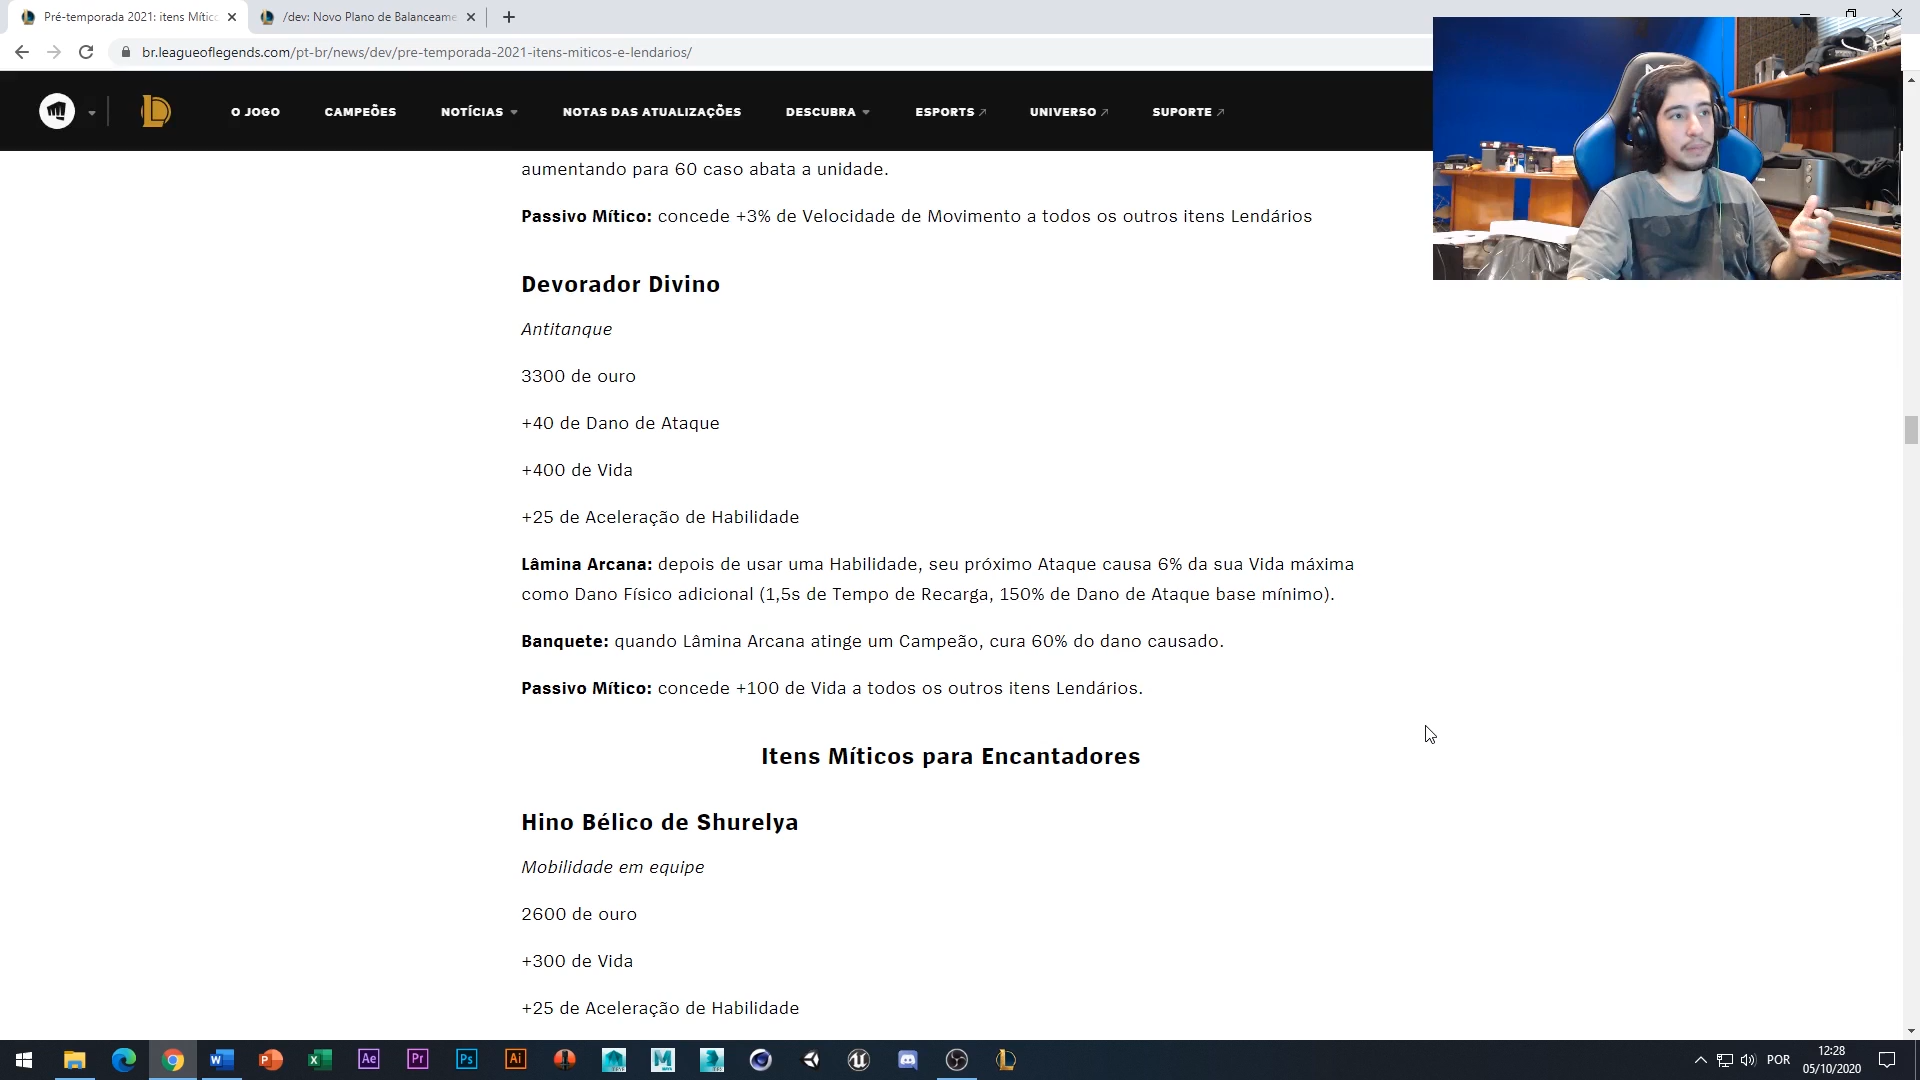 Pré-temporada 2021: itens Mític
/dev: Novo Plano de Balanceame
br.leagueoflegends.com/pt-br/news/dev/pre-temporada-2021-itens-miticos-e-lendarios/
O JOGO CAMPEÕES NOTÍCIAS NOTAS DAS ATUALIZAÇÕES DESCUBRA ESPORTS UNIVERSO SUPORTE
aumentando para 60 caso abata a unidade.
Passivo Mítico: concede +3% de Velocidade de Movimento a todos os outros itens Lendários
Devorador Divino
Antitanque
3300 de ouro
+40 de Dano de Ataque
+400 de Vida
+25 de Aceleração de Habilidade
Lâmina Arcana: depois de usar uma Habilidade, seu próximo Ataque causa 6% da sua Vida máxima
como Dano Físico adicional (1,5s de Tempo de Recarga, 150% de Dano de Ataque base mínimo).
Banquete: quando Lâmina Arcana atinge um Campeão, cura 60% do dano causado.
Passivo Mítico: concede +100 de Vida a todos os outros itens Lendários.
Itens Míticos para Encantadores
Hino Bélico de Shurelya
Mobilidade em equipe
2600 de ouro
+300 de Vida
+25 de Aceleração de Habilidade
Ae Pr Ps Ai
POR
12:28
05/10/2020